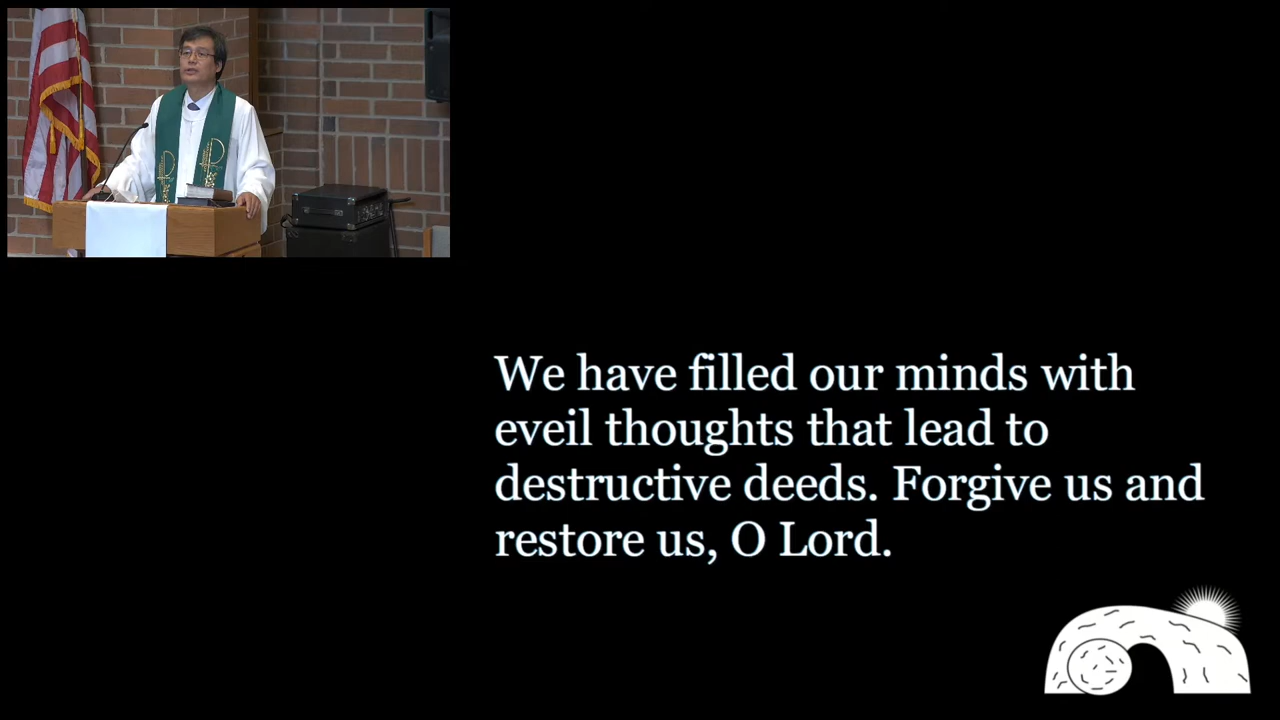 We have filled our minds with
eveil thoughts that lead to
destructive deeds. Forgive us and
restore us, O Lord.